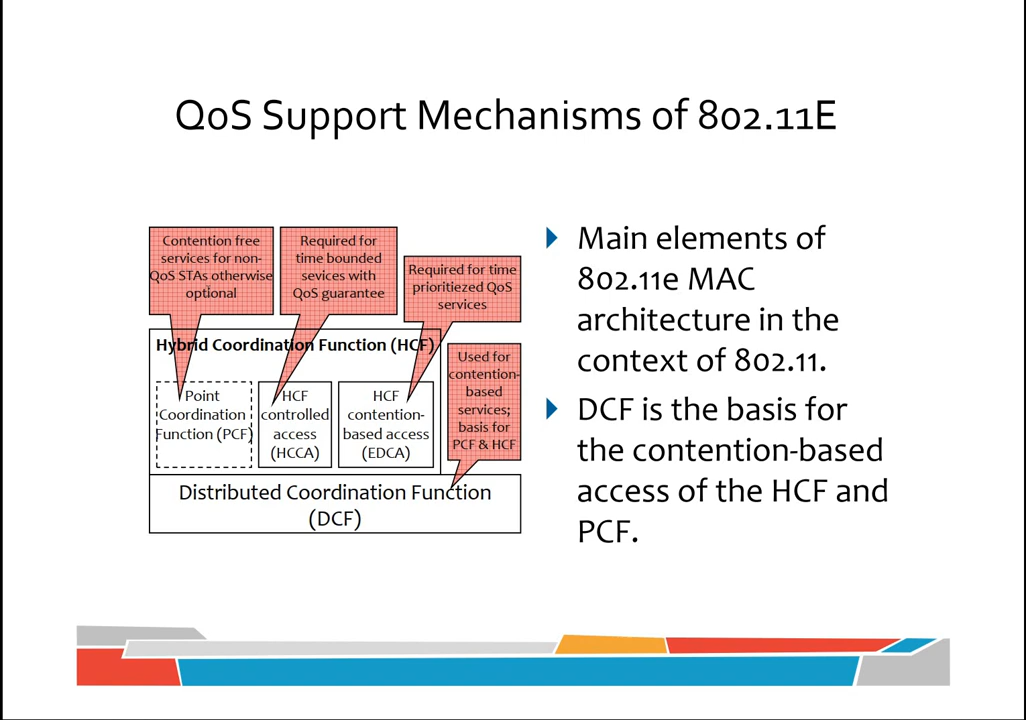 QoS Support Mechanisms of 802.11E
Contention free
services for non-
QoS STAs otherwise
optional
Required for
time bounded
sevices with
QoS guarantee
Required for time
prioritiezed QoS
services
Used for
contention-
based
services;
basis for
PCF & HCF
Hybrid Coordination Function (HCF)
Point
Coordination
Function (PCF)
HCF
controlled
access
(HCCA)
HCF
contention-
based access
(EDCA)
Distributed Coordination Function
(DCF)
Main elements of
802.11e MAC
architecture in the
context of 802.11.
DCF is the basis for
the contention-based
access of the HCF and
PCF.